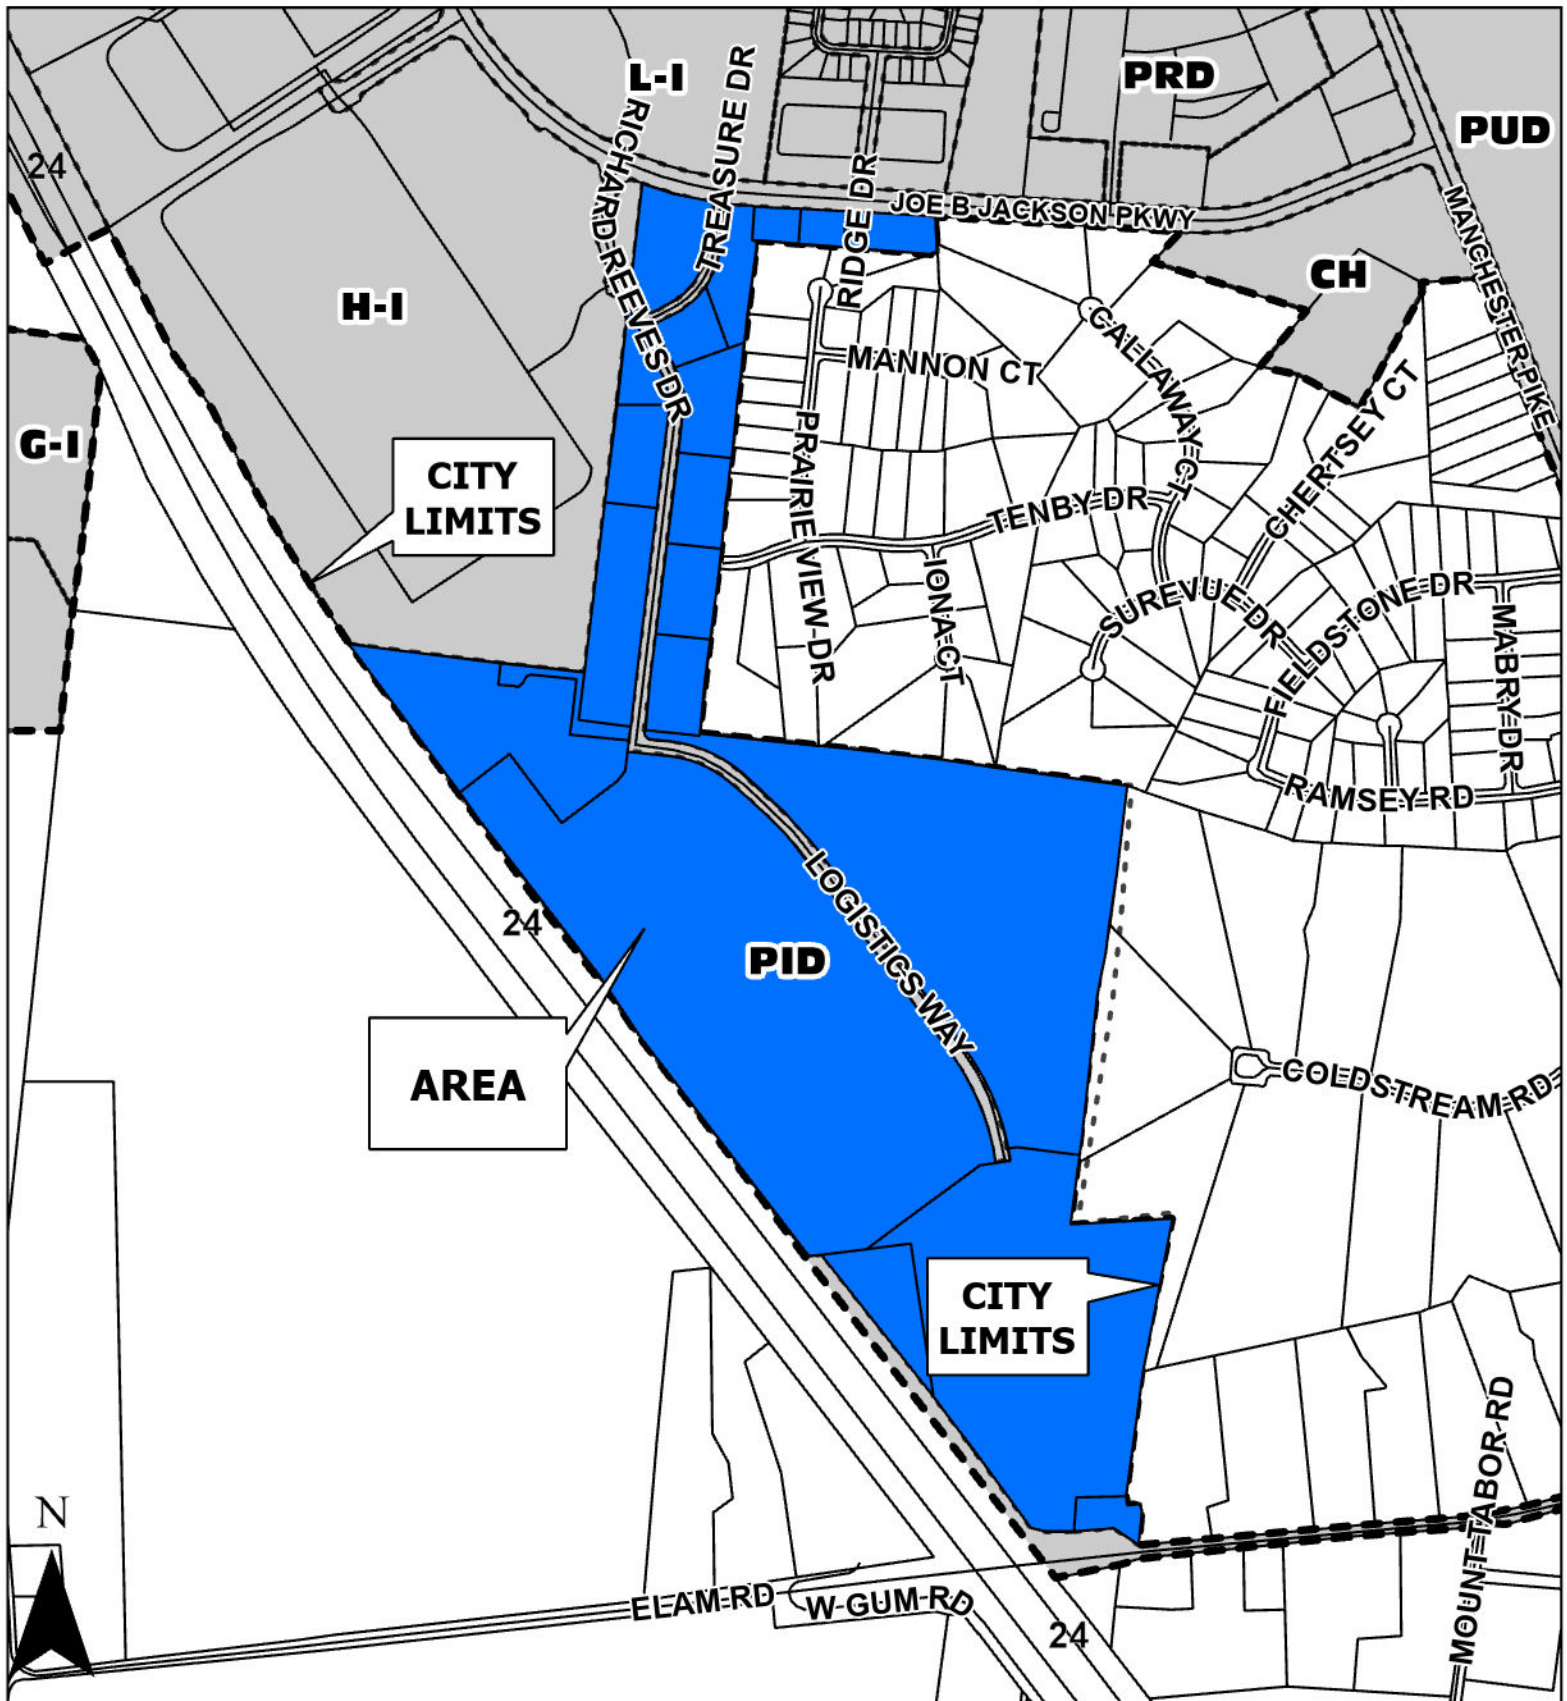 L-I
PRD
PUD
24
RICHARD REEVES DR
TREASURE DR
RIDGE DR
JOE B JACKSON PKWY
MANCHESTER PIKE
H-I
CH
G-I
CITY
LIMITS
MANNON CT
CALLAWAY CT
CHERTSEY CT
PRAIRIE VIEW DR
TENBY DR
IONA CT
SUREVUE DR
FIELDSTONE DR
MABRY DR
RAMSEY RD
LOGISTICS WAY
24
PID
AREA
COLDSTREAM RD
CITY
LIMITS
MOUNT TABOR RD
N
ELAM RD
W GUM RD
24